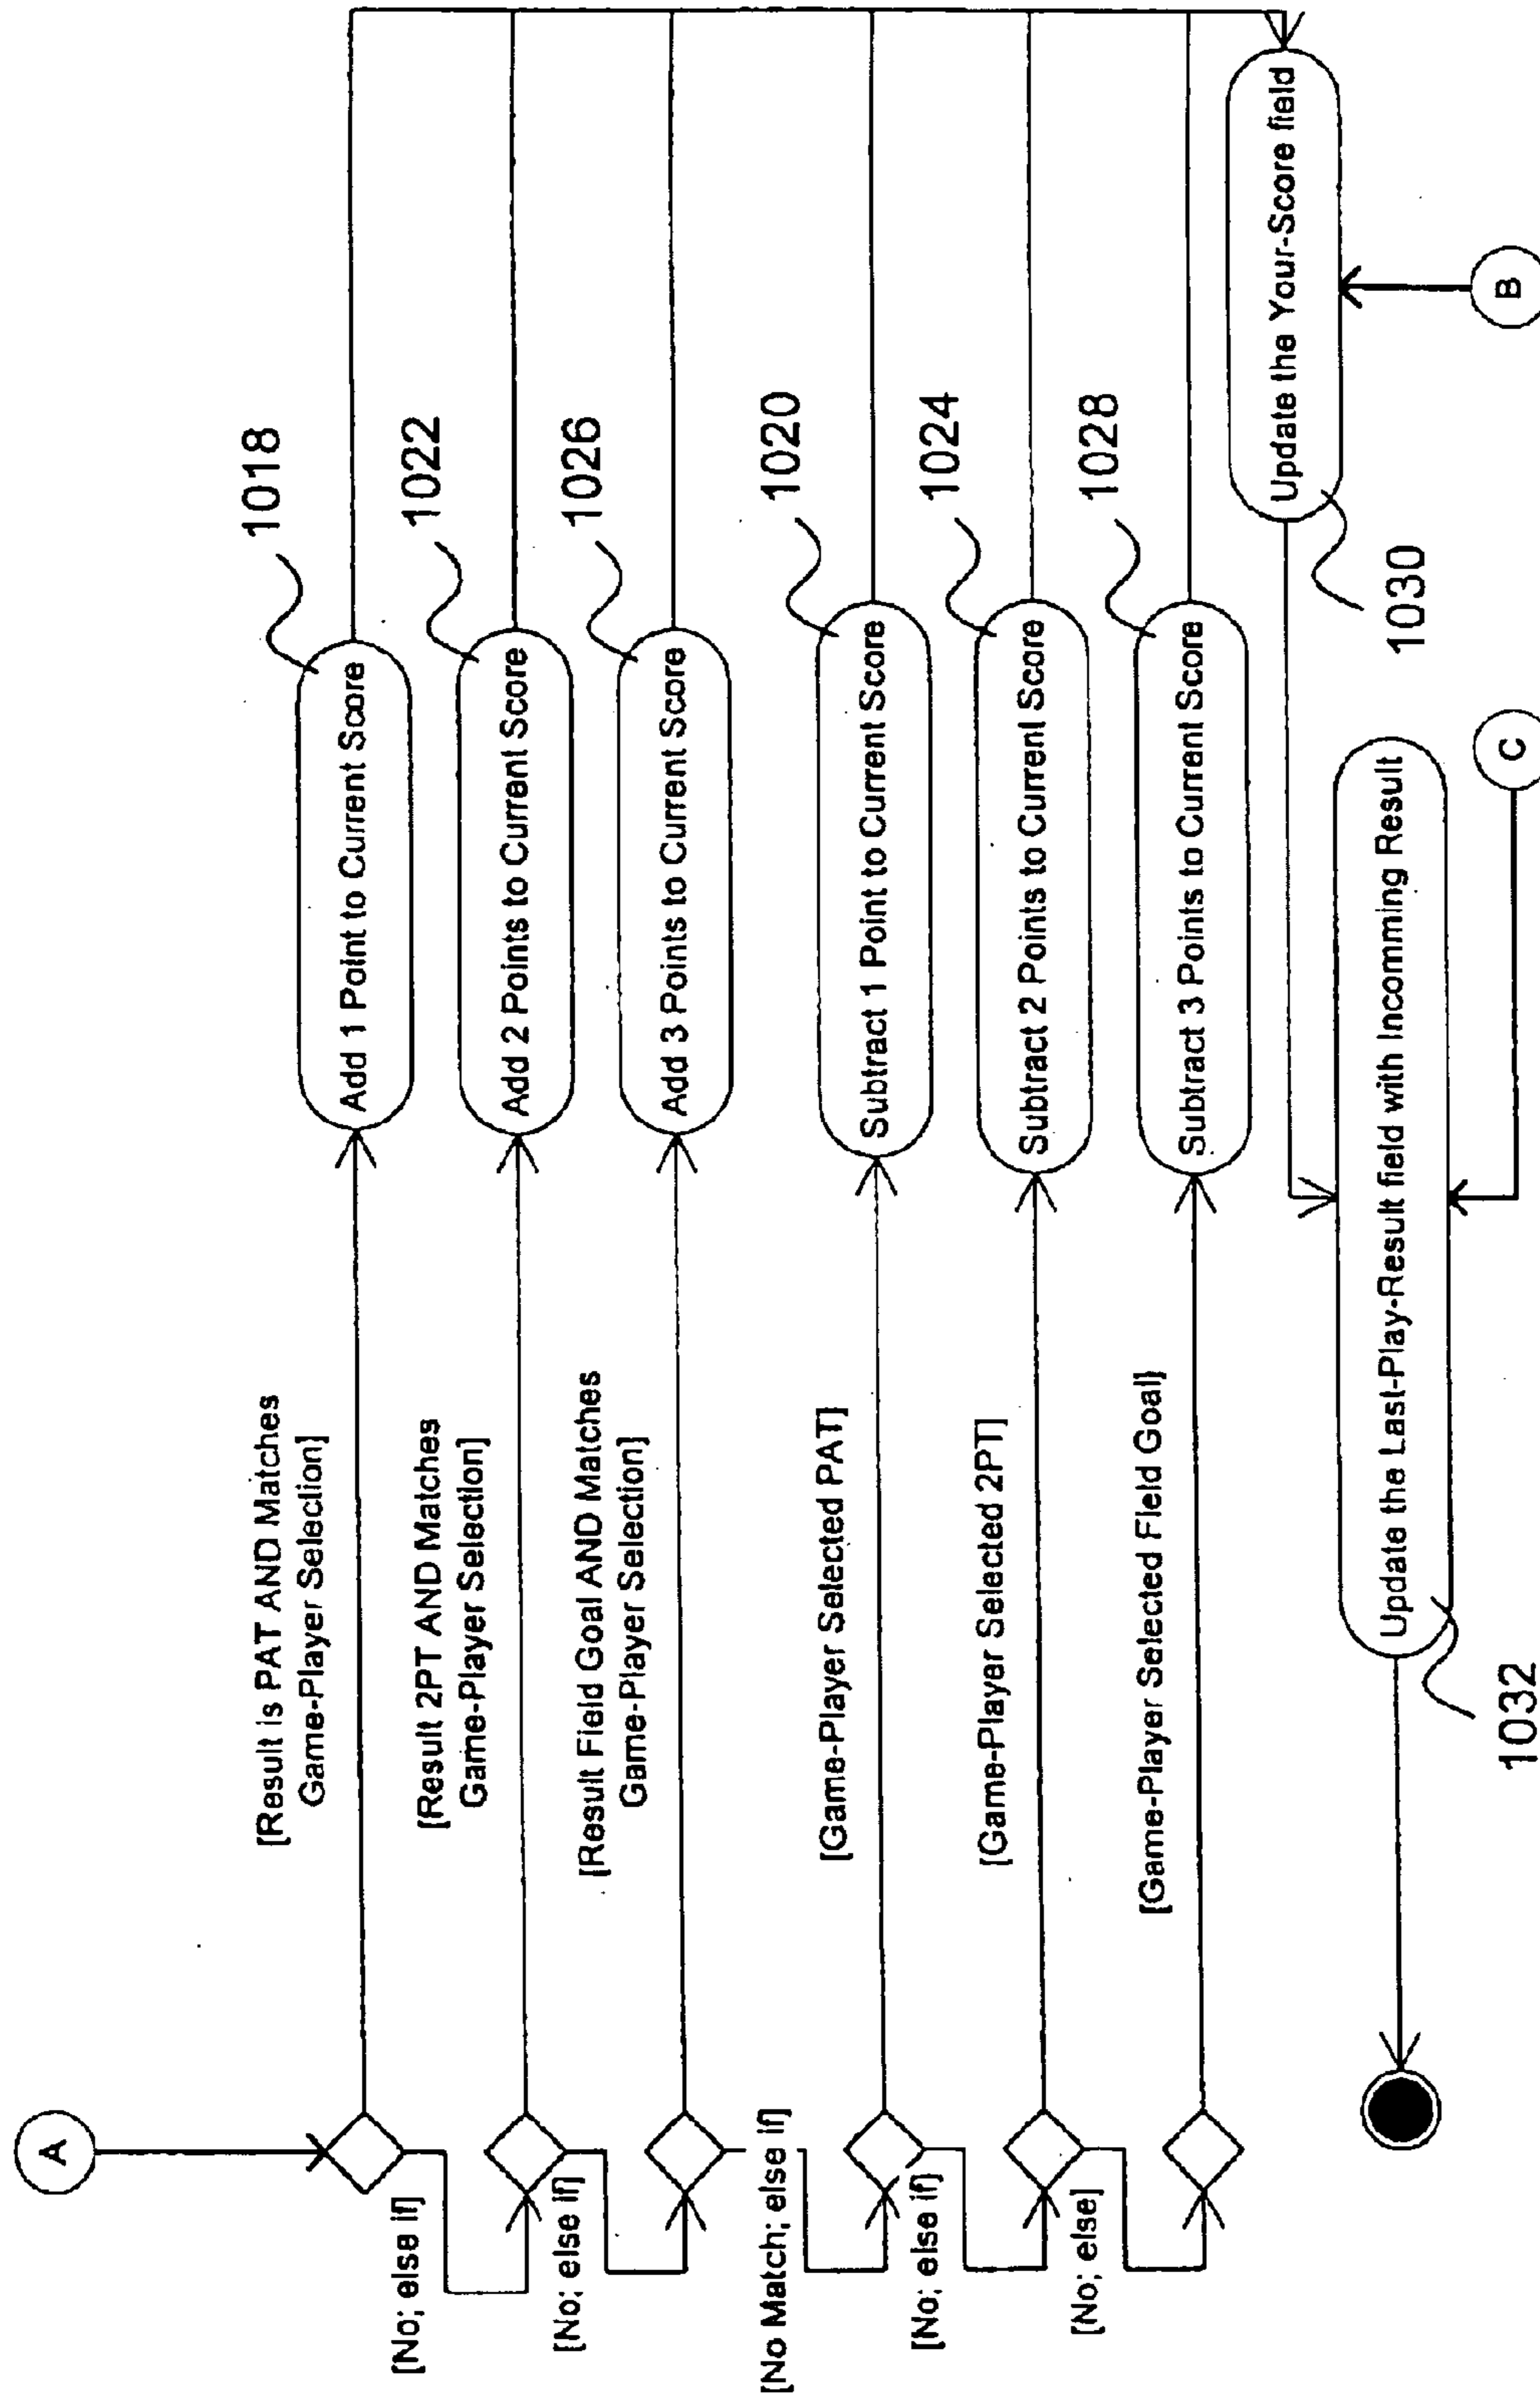 A
[Result is PAT AND Matches
Game-Player Selection]
Add 1 Point to Current Score
1018
[No; else if]
[Result 2PT AND Matches
Game-Player Selection]
Add 2 Points to Current Score
1022
[No; else if]
[Result Field Goal AND Matches
Game-Player Selection]
Add 3 Points to Current Score
1026
[No Match; else if]
[Game-Player Selected PAT]
Subtract 1 Point to Current Score
1020
[No; else if]
[Game-Player Selected 2PT]
Subtract 2 Points to Current Score
1024
[No; else]
[Game-Player Selected Field Goal]
Subtract 3 Points to Current Score
1028
Update the Your-Score field
1030
B
Update the Last-Play-Result field with Incomming Result
1032
C